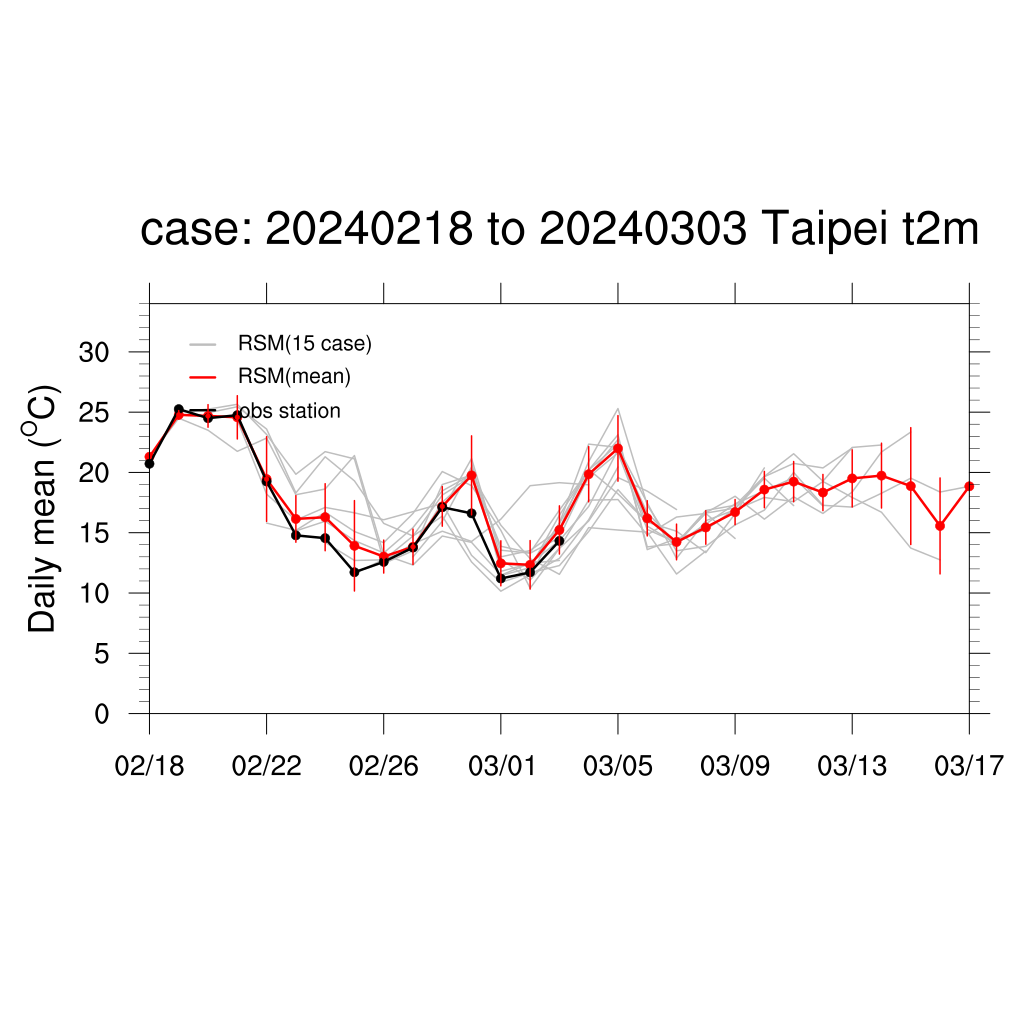 case: 20240218 to 20240303 Taipei t2m
RSM(15 case)
RSM(mean)
obs station
Daily mean (°C)
30
25
20
15
10
5
0
02/18 02/22 02/26 03/01 03/05 03/09 03/13 03/17